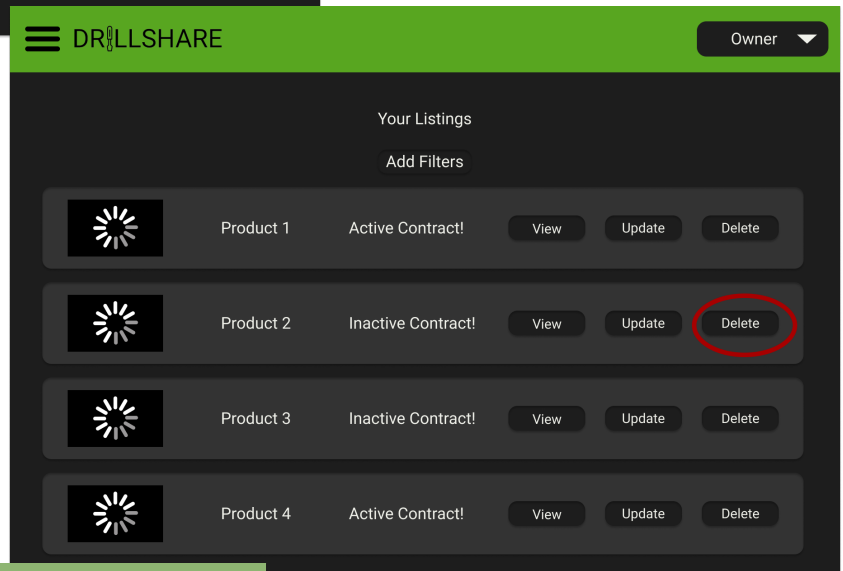 DRILLSHARE
Owner
Your Listings
Add Filters
Product 1 Active Contract! View Update Delete
Product 2 Inactive Contract! View Update Delete
Product 3 Inactive Contract! View Update Delete
Product 4 Active Contract! View Update Delete